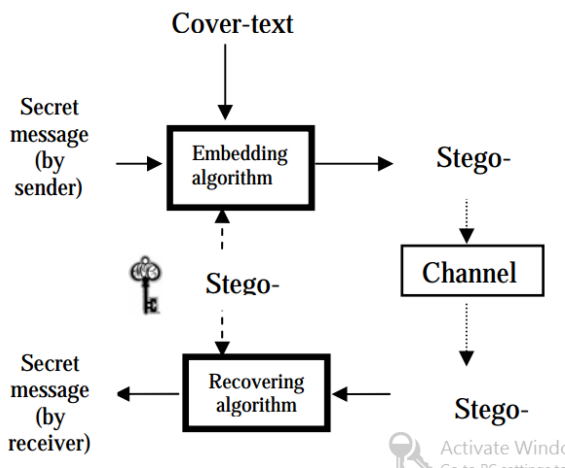 Cover-text
Secret
message
(by
sender)
Embedding
algorithm
Stego-
Channel
Stego-
Secret
message
(by
receiver)
Recovering
algorithm
Stego-
Activate Windo